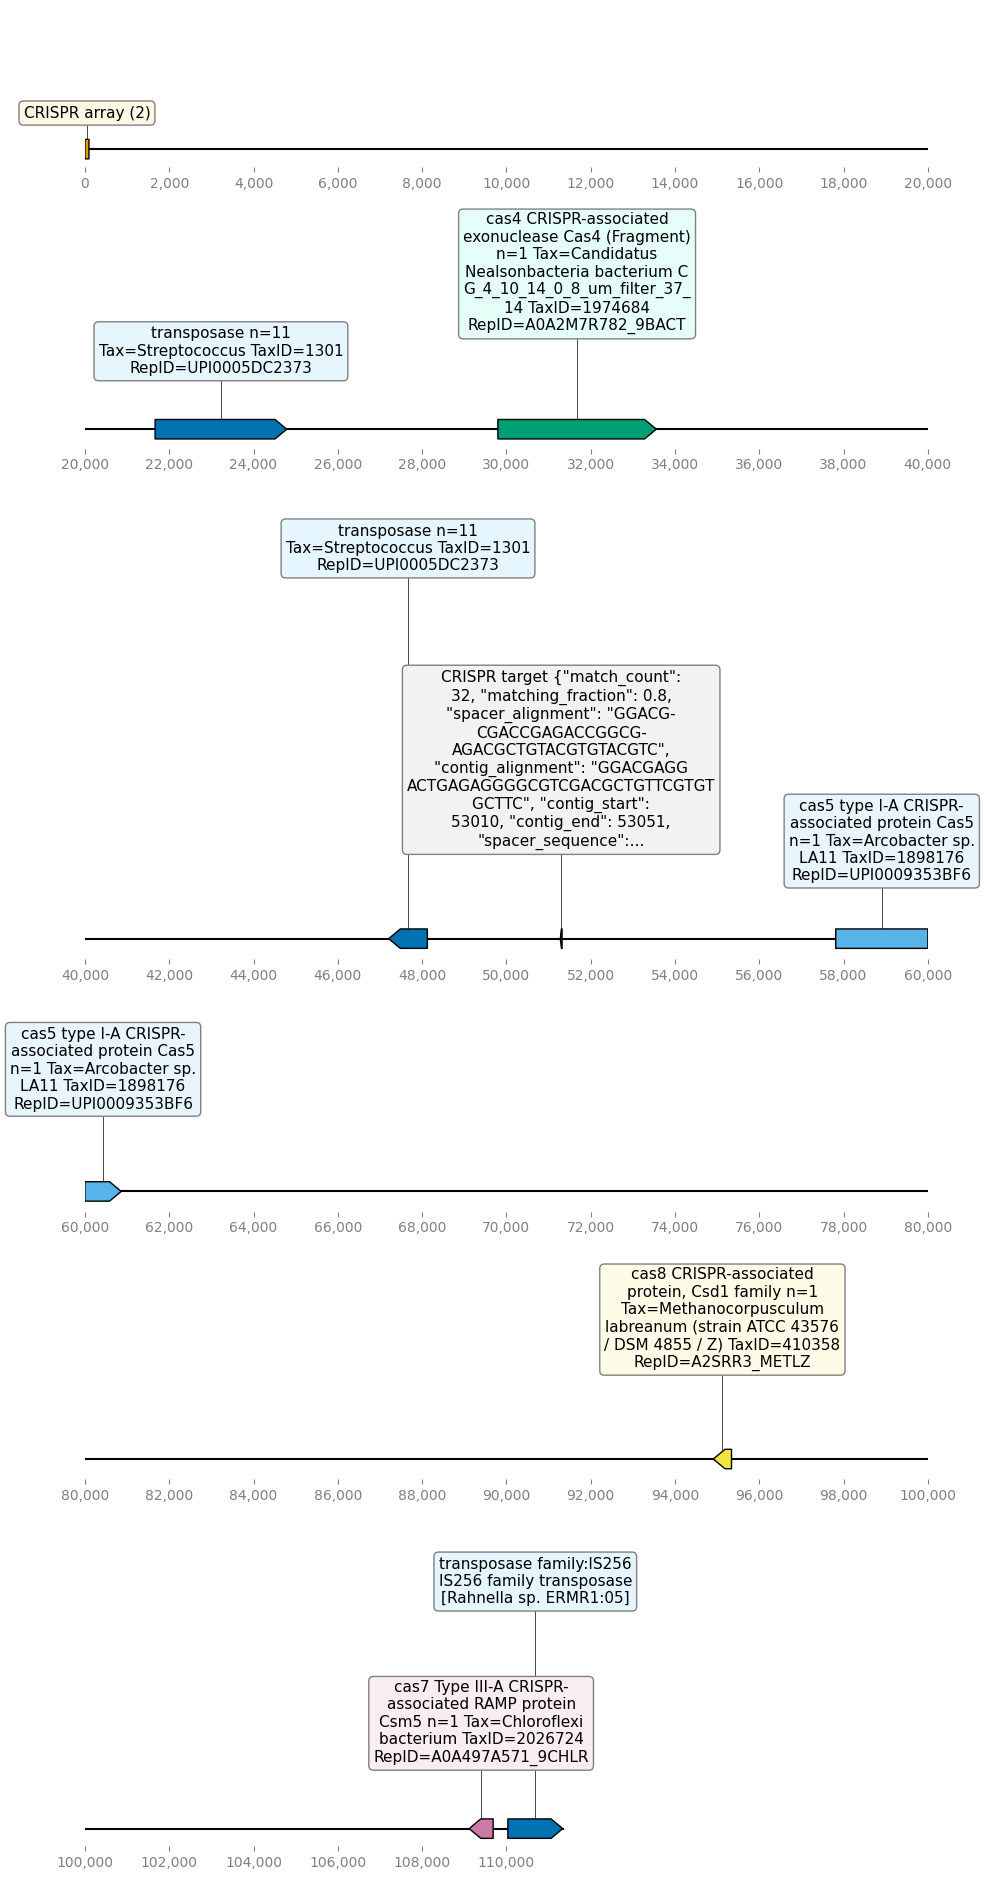 CRISPR array (2)
0 2,000 4,000 6,000 8,000 10,000 12,000 14,000 16,000 18,000 20,000
cas4 CRISPR-associated
exonuclease Cas4 (Fragment)
n=1 Tax=Candidatus
Nealsonbacteria bacterium C
G_4_10_14_0_8_um_filter_37_
14 TaxID=1974684
RepID=A0A2M7R782_9BACT
transposase n=11
Tax=Streptococcus TaxID=1301
RepID=UPI0005DC2373
20,000 22,000 24,000 26,000 28,000 30,000 32,000 34,000 36,000 38,000 40,000
transposase n=11
Tax=Streptococcus TaxID=1301
RepID=UPI0005DC2373
CRISPR target {"match_count":
32, "matching_fraction": 0.8,
"spacer_alignment": "GGACG-
CGACCGAGACCGGCG-
AGACGCTGTACGTGTACGTC",
"contig_alignment": "GGACGAGG
ACTGAGAGGGGCGTCGACGCTGTTCGTGT
GCTTC", "contig_start":
53010, "contig_end": 53051,
"spacer_sequence":...
cas5 type I-A CRISPR-
associated protein Cas5
n=1 Tax=Arcobacter sp.
LA11 TaxID=1898176
RepID=UPI0009353BF6
40,000 42,000 44,000 46,000 48,000 50,000 52,000 54,000 56,000 58,000 60,000
cas5 type I-A CRISPR-
associated protein Cas5
n=1 Tax=Arcobacter sp.
LA11 TaxID=1898176
RepID=UPI0009353BF6
60,000 62,000 64,000 66,000 68,000 70,000 72,000 74,000 76,000 78,000 80,000
cas8 CRISPR-associated
protein, Csd1 family n=1
Tax=Methanocorpusculum
labreanum (strain ATCC 43576
/ DSM 4855 / Z) TaxID=410358
RepID=A2SRR3_METLZ
80,000 82,000 84,000 86,000 88,000 90,000 92,000 94,000 96,000 98,000 100,000
transposase family:IS256
IS256 family transposase
[Rahnella sp. ERMR1:05]
cas7 Type III-A CRISPR-
associated RAMP protein
Csm5 n=1 Tax=Chloroflexi
bacterium TaxID=2026724
RepID=A0A497A571_9CHLR
100,000 102,000 104,000 106,000 108,000 110,000